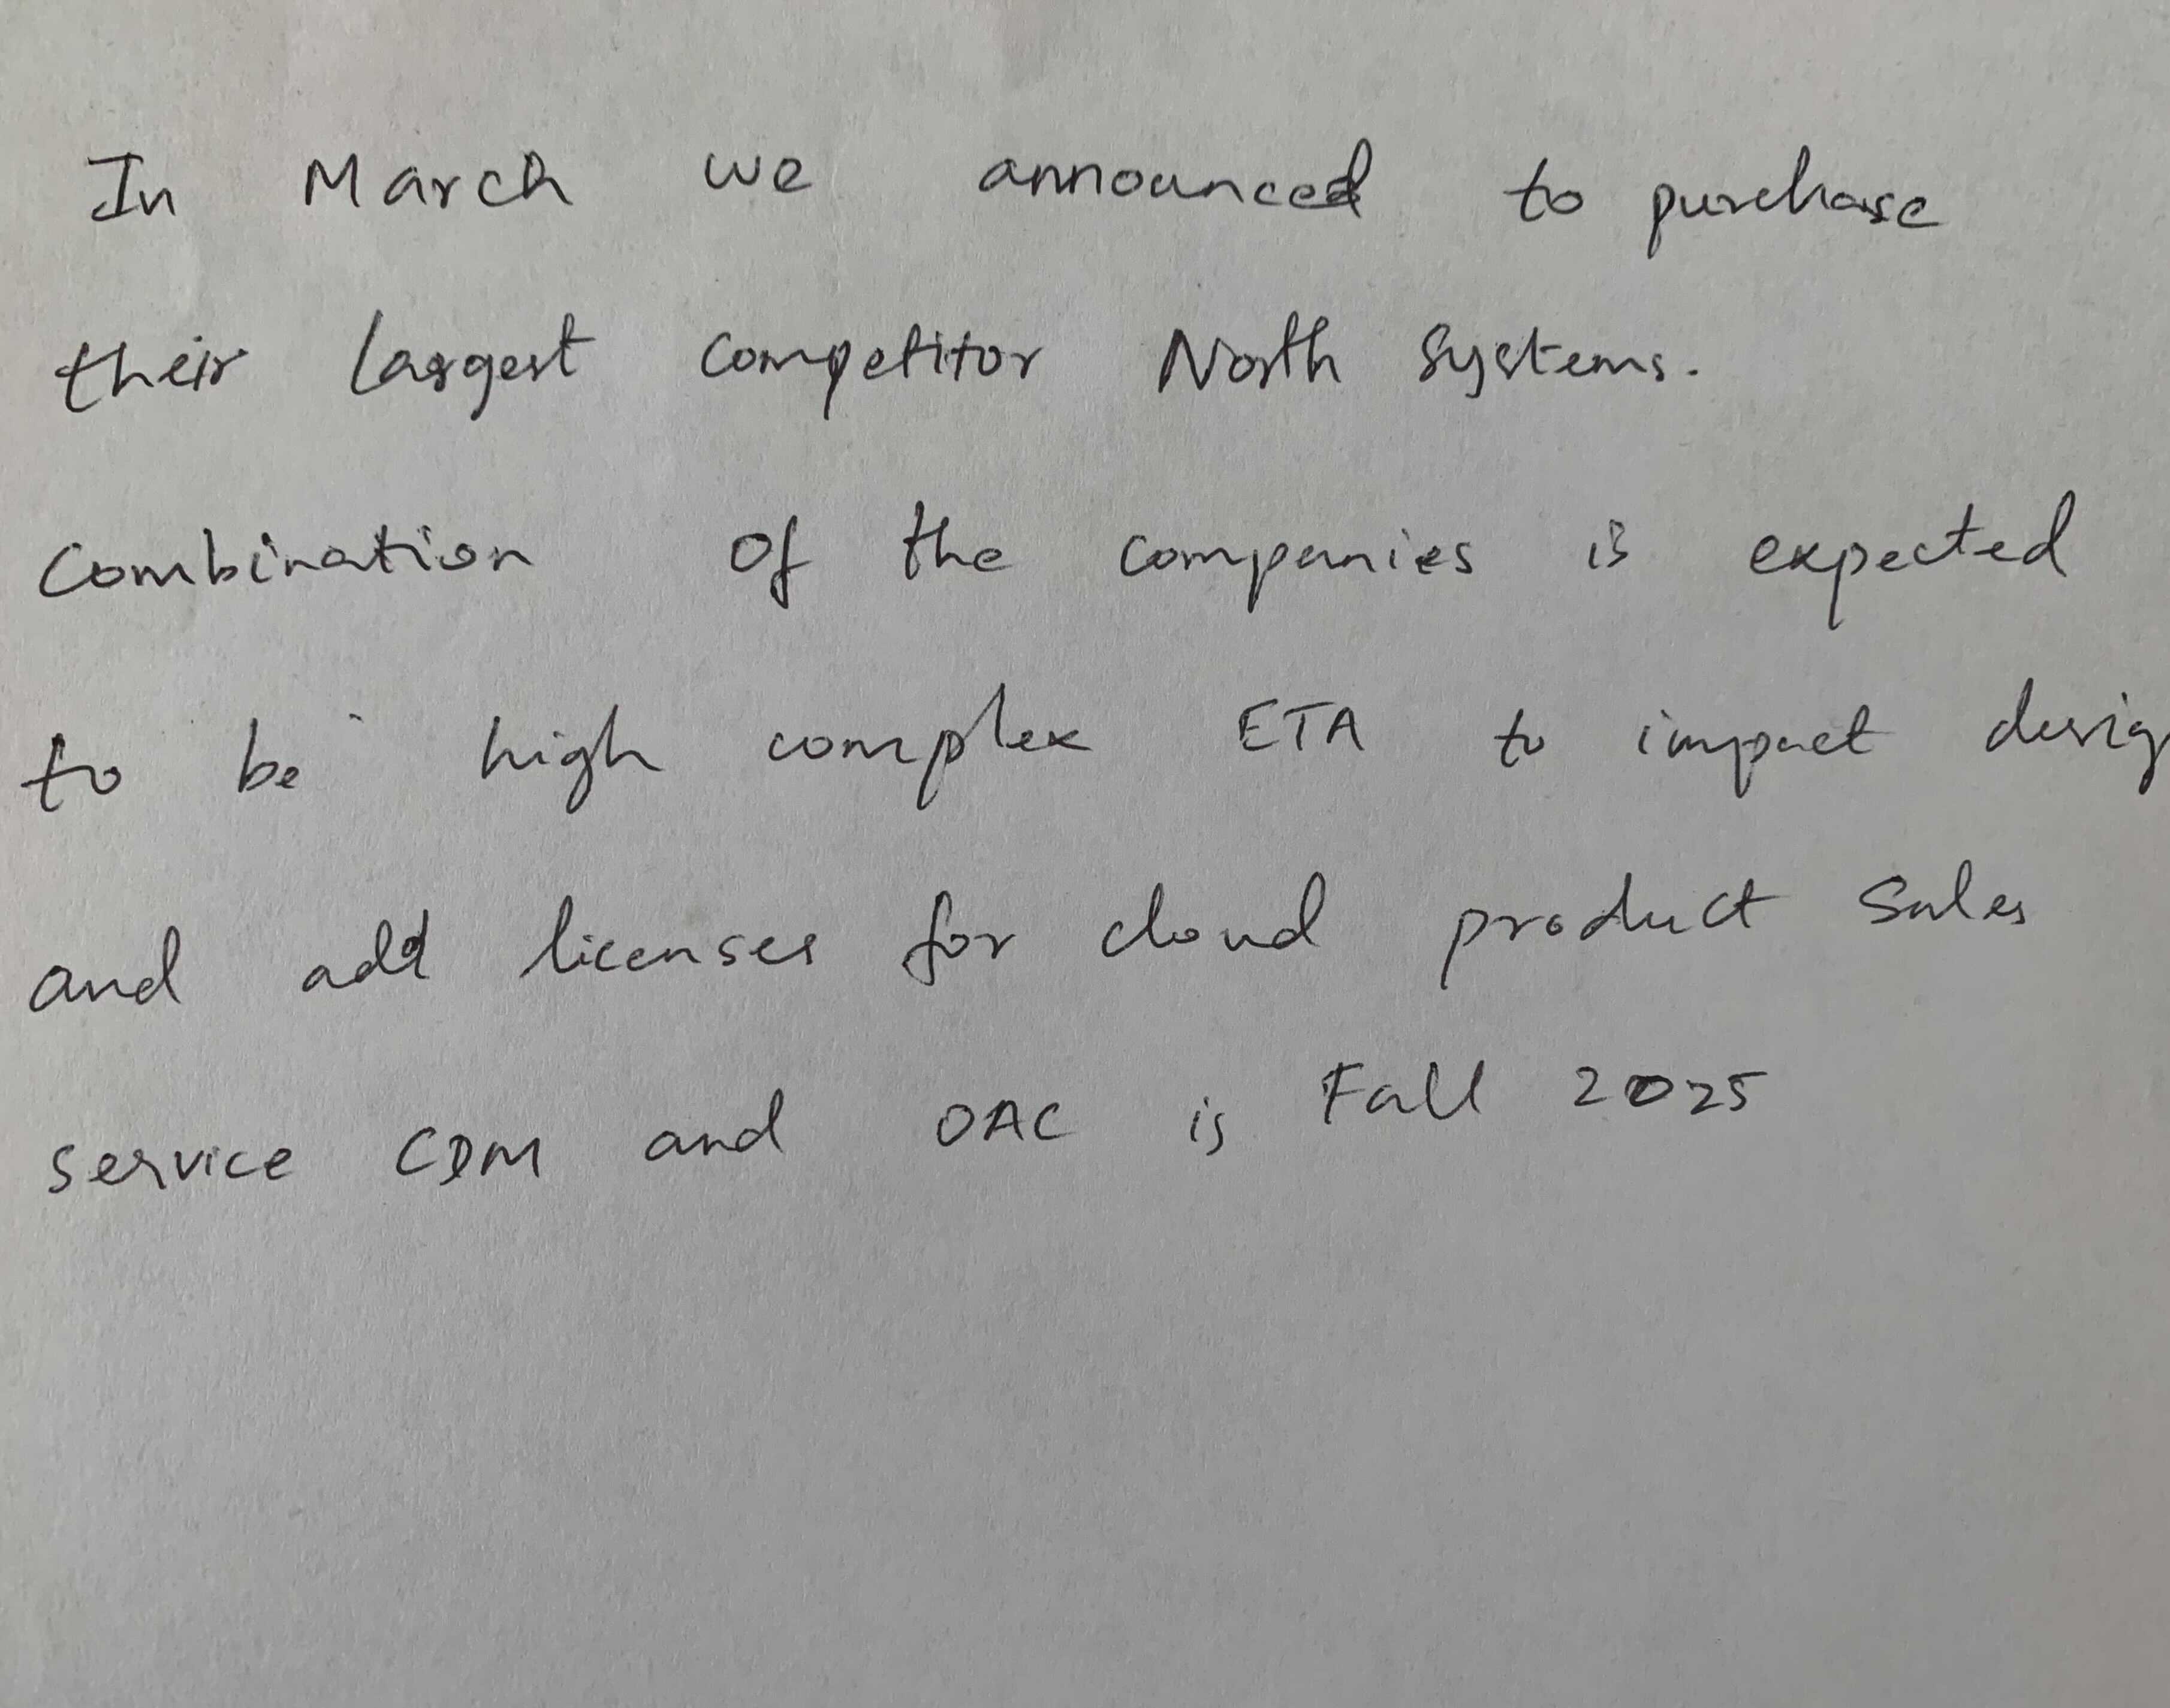 In March we announced to purchase
their largest competitor North Systems.
Combination of the companies is expected
to be high complex ETA to impact desig
and add licenses for cloud product sales
service CDM and OAC is Fall 2025